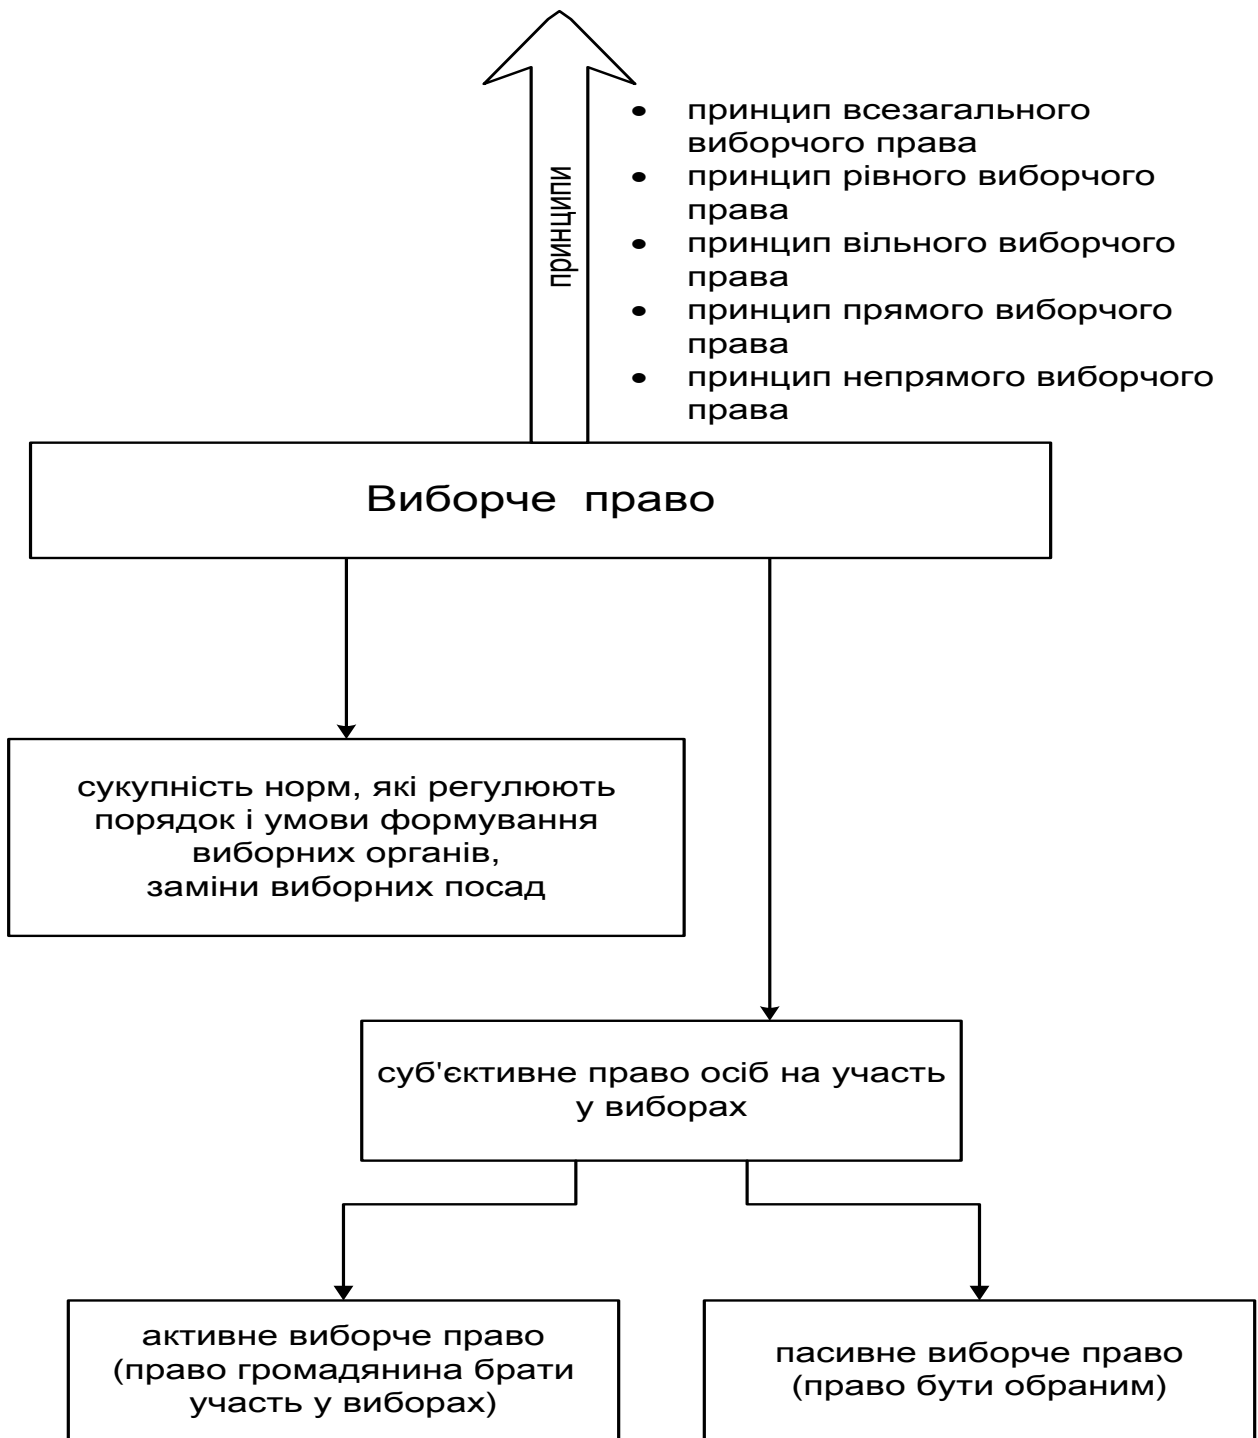 принципи
• принцип всезагального
виборчого права
• принцип рівного виборчого
права
• принцип вільного виборчого
права
• принцип прямого виборчого
права
• принцип непрямого виборчого
права
Виборче право
сукупність норм, які регулюють
порядок і умови формування
виборних органів,
заміни виборних посад
суб'єктивне право осіб на участь
у виборах
активне виборче право
(право громадянина брати
участь у виборах)
пасивне виборче право
(право бути обраним)